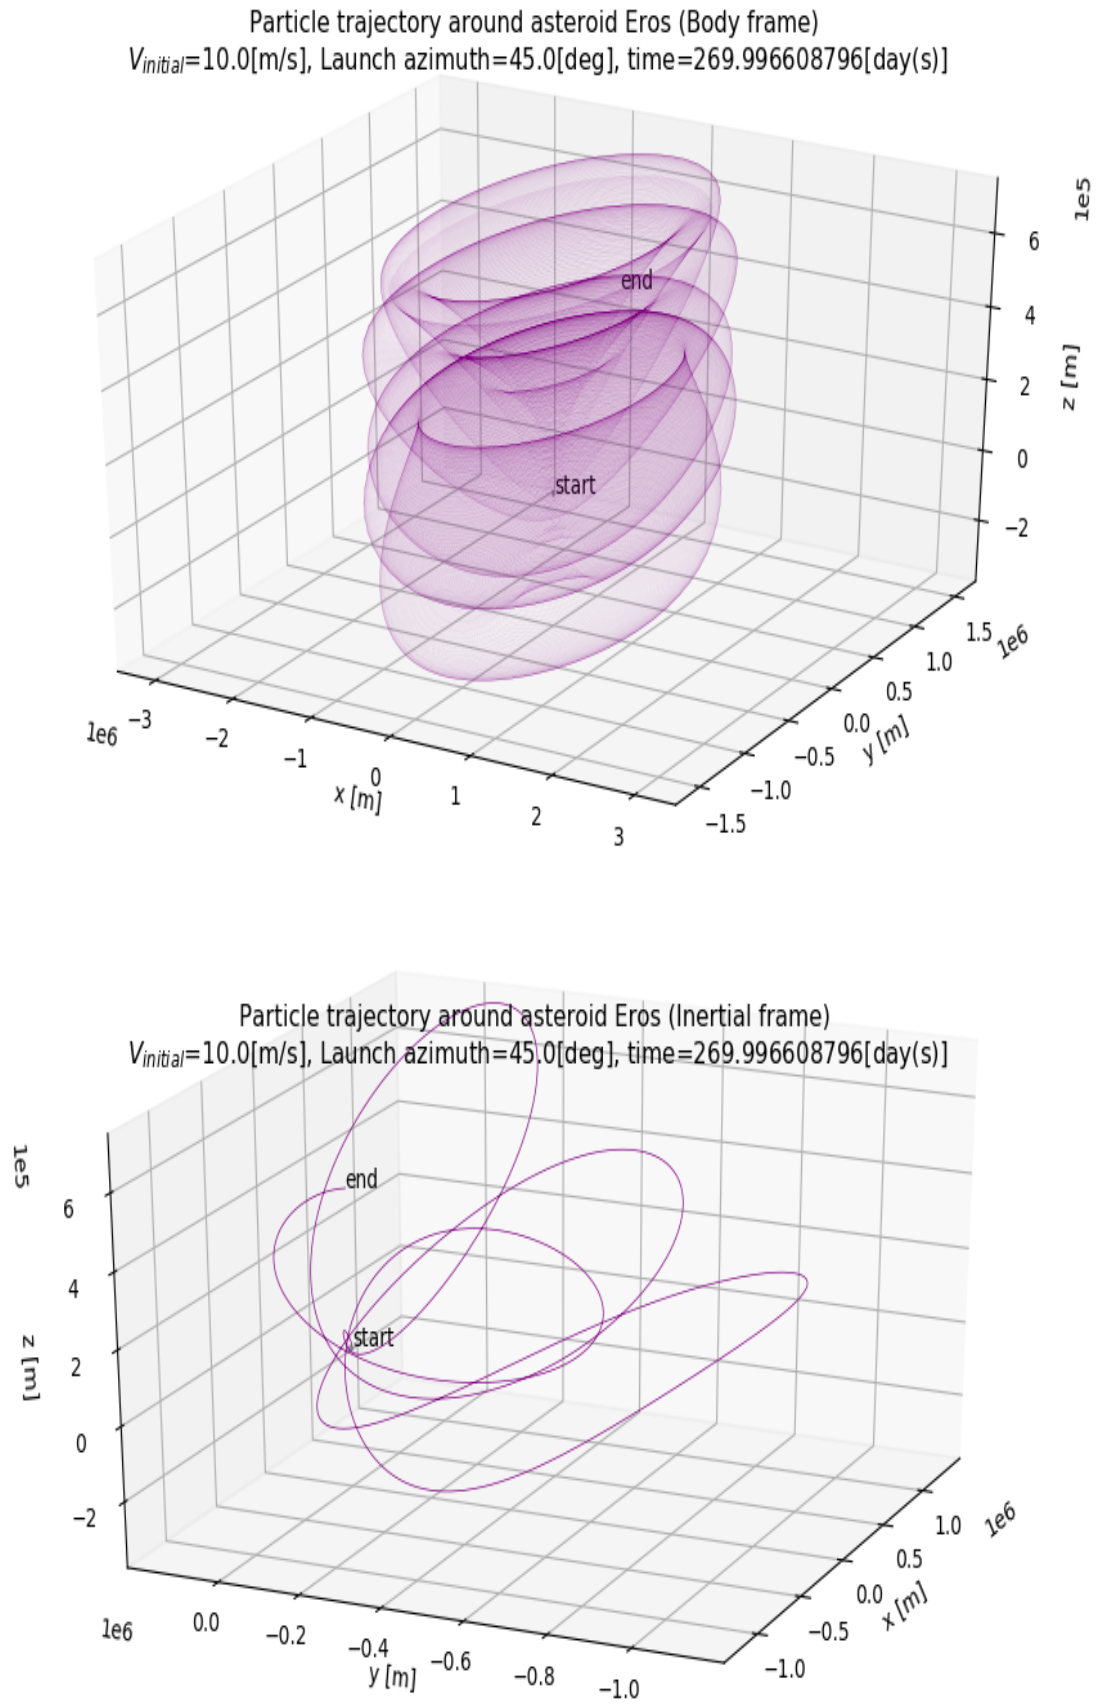 Particle trajectory around asteroid Eros (Body frame)
V_initial=10.0[m/s], Launch azimuth=45.0[deg], time=269.996608796[day(s)]
1e5
6
4
2
0
−2
z [m]
end
start
1.5
1e6
1.0
0.5
0.0
−0.5
−1.0
−1.5
y [m]
1e6
−3
−2
−1
0
1
2
3
x [m]
Particle trajectory around asteroid Eros (Inertial frame)
V_initial=10.0[m/s], Launch azimuth=45.0[deg], time=269.996608796[day(s)]
1e5
6
4
2
0
−2
z [m]
end
start
1e6
1.0
0.5
0.0
−0.5
−1.0
x [m]
1e6
0.0
−0.2
−0.4
−0.6
−0.8
−1.0
y [m]